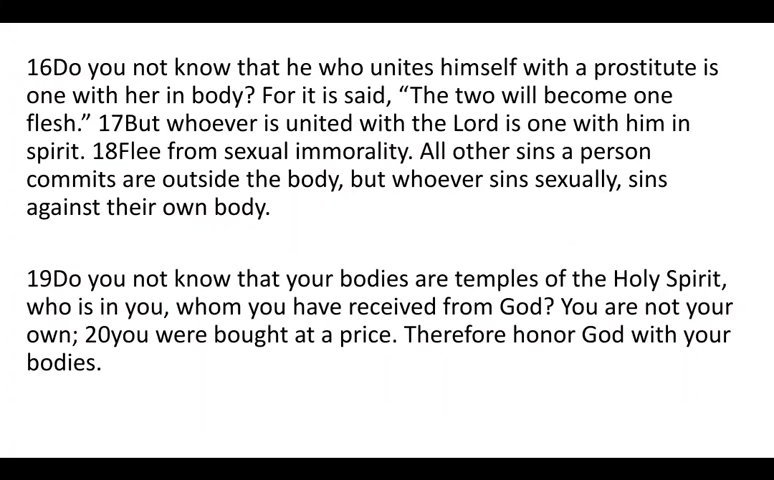 16Do you not know that he who unites himself with a prostitute is
one with her in body? For it is said, “The two will become one
flesh.” 17But whoever is united with the Lord is one with him in
spirit. 18Flee from sexual immorality. All other sins a person
commits are outside the body, but whoever sins sexually, sins
against their own body.
19Do you not know that your bodies are temples of the Holy Spirit,
who is in you, whom you have received from God? You are not your
own; 20you were bought at a price. Therefore honor God with your
bodies.